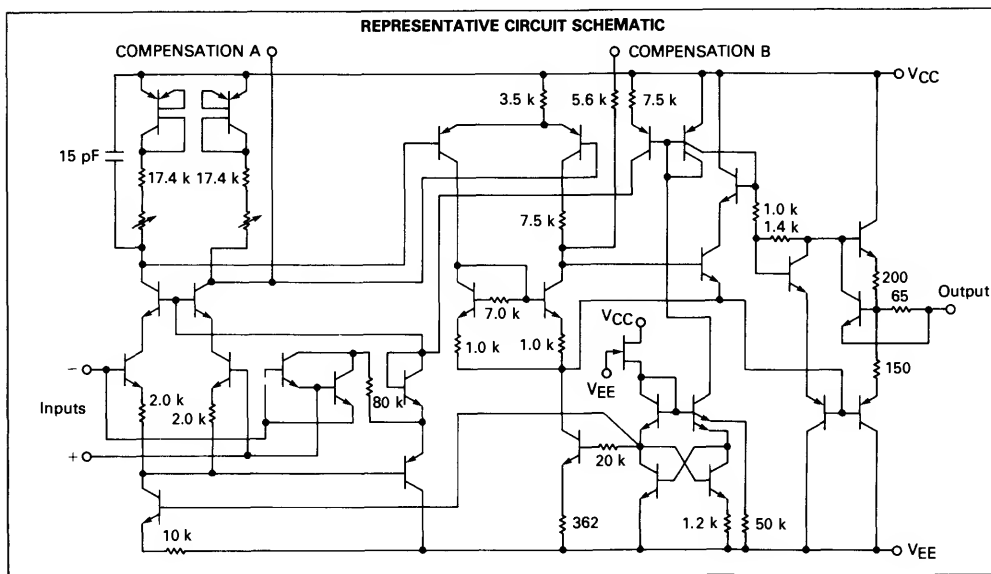 REPRESENTATIVE CIRCUIT SCHEMATIC
COMPENSATION A
COMPENSATION B
VCC
3.5 k
5.6 k
7.5 k
15 pF
17.4 k
17.4 k
7.5 k
1.0 k
1.4 k
200
65
Output
7.0 k
1.0 k
1.0 k
VCC
VEE
150
−
Inputs
2.0 k
2.0 k
80 k
+
20 k
10 k
362
1.2 k
50 k
VEE